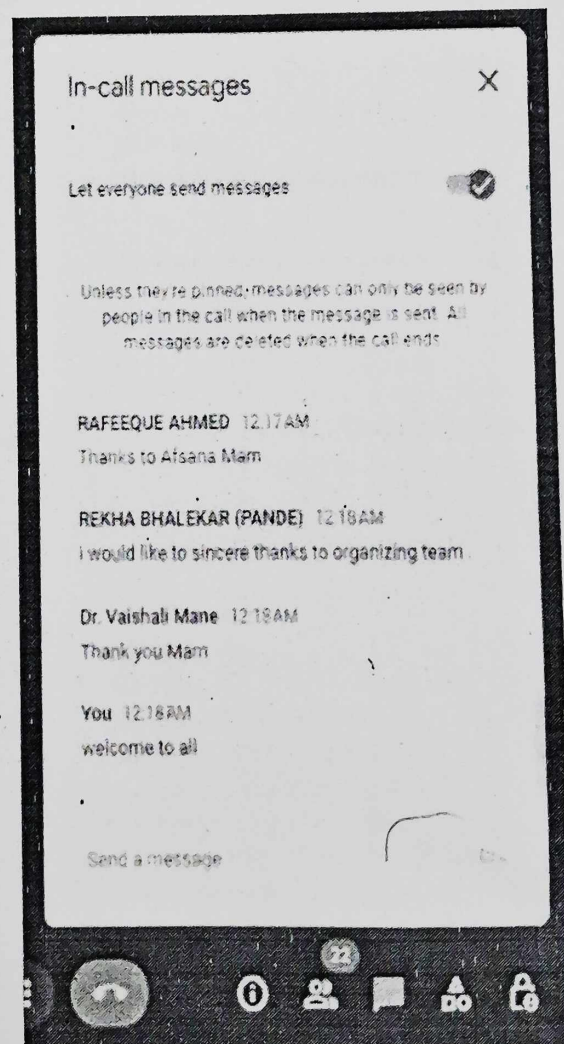 In-call messages
Let everyone send messages
Unless they're pinned, messages can only be seen by
people in the call when the message is sent. All
messages are deleted when the call ends
RAFEEQUE AHMED 12.17AM
Thanks to Afsana Mam
REKHA BHALEKAR (PANDE) 12 18AM
i would like to sincere thanks to organizing team
Dr. Vaishali Mane 12 18AM
Thank you Mam
You 12.18AM
welcome to all
Send a message
22